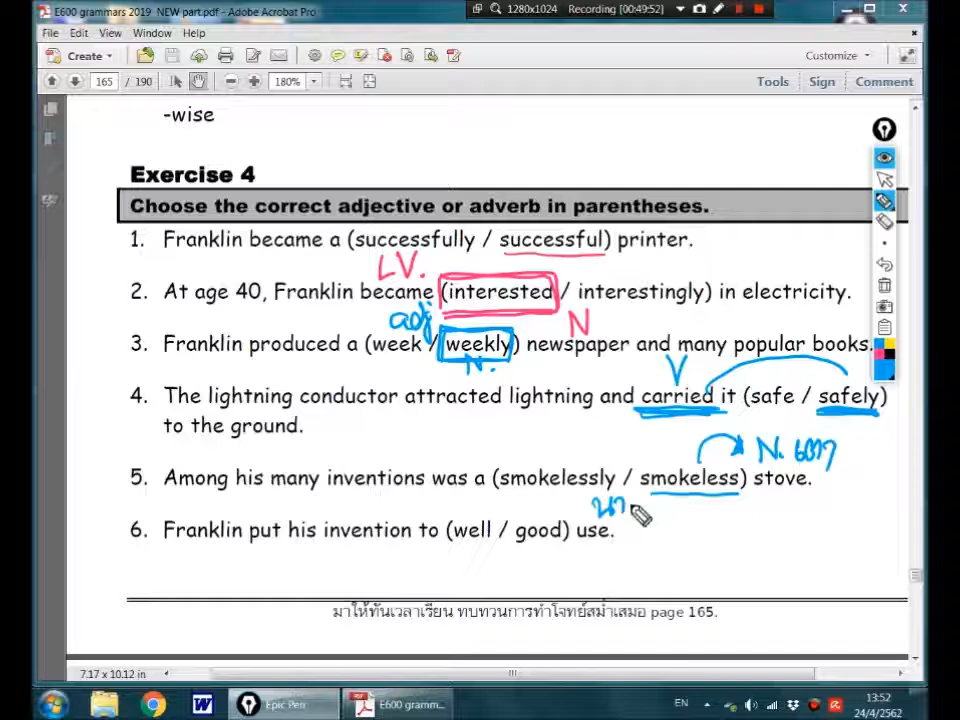 E600 grammars 2019 NEW part.pdf - Adobe Acrobat Pro
1280x1024 Recording [00:49:52]
File Edit View Window Help
Create
Customize
165 / 190
180%
Tools Sign Comment
-wise
Exercise 4
Choose the correct adjective or adverb in parentheses.
1. Franklin became a (successfully / successful) printer.
LV.
2. At age 40, Franklin became (interested / interestingly) in electricity.
adj N
3. Franklin produced a (week / weekly) newspaper and many popular books.
N. V
4. The lightning conductor attracted lightning and carried it (safe / safely)
to the ground.
N.
5. Among his many inventions was a (smokelessly / smokeless) stove.
6. Franklin put his invention to (well / good) use.
มาให้ทันเวลาเรียน ทบทวนการทำโจทย์สม่ำเสมอ page 165.
7.17 x 10.12 in
Epic Pen
E600 gramm...
EN
13:52
24/4/2562